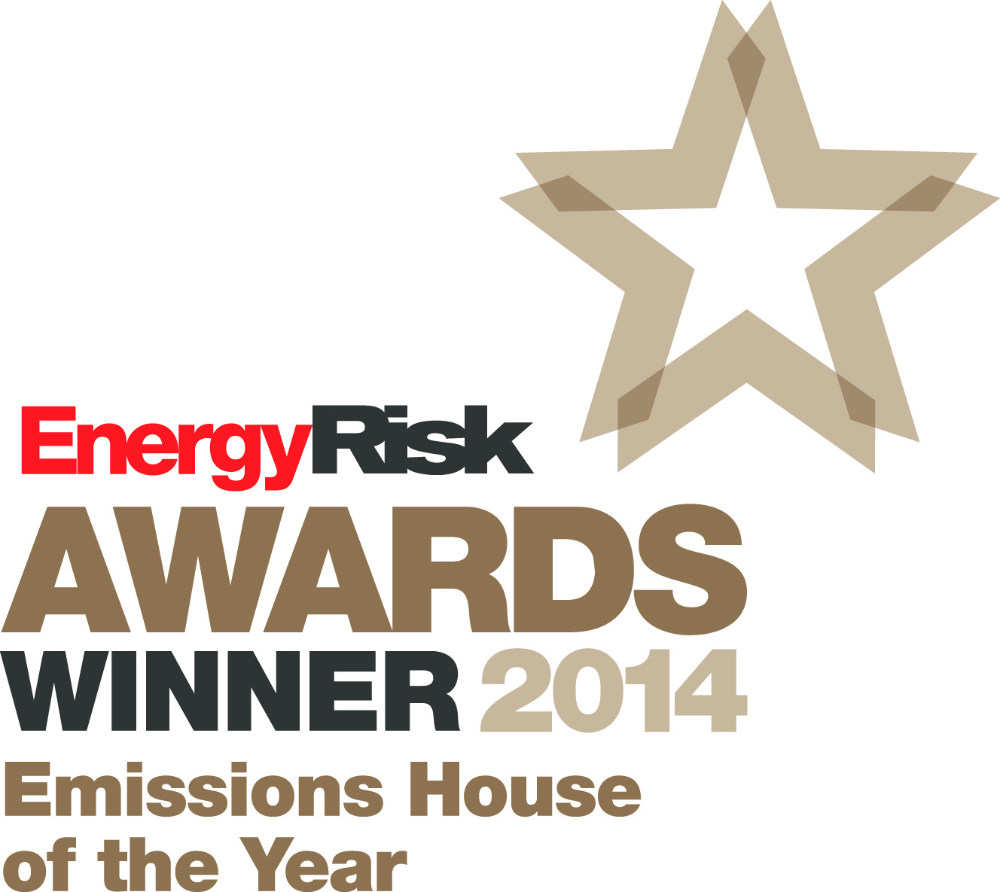 EnergyRisk
AWARDS
WINNER 2014
Emissions House
of the Year